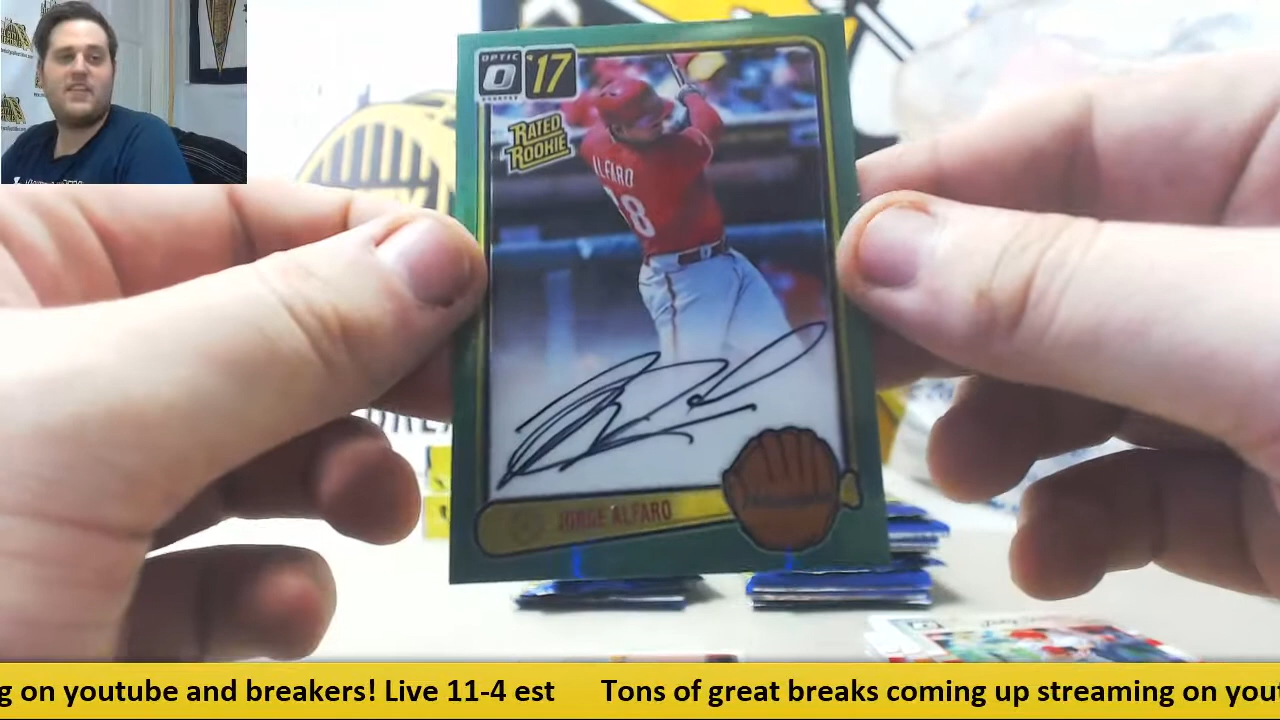 OPTIC
'17
RATED
ROOKIE
ALFARO
18
JORGE ALFARO
g on youtube and breakers! Live 11-4 est Tons of great breaks coming up streaming on yout